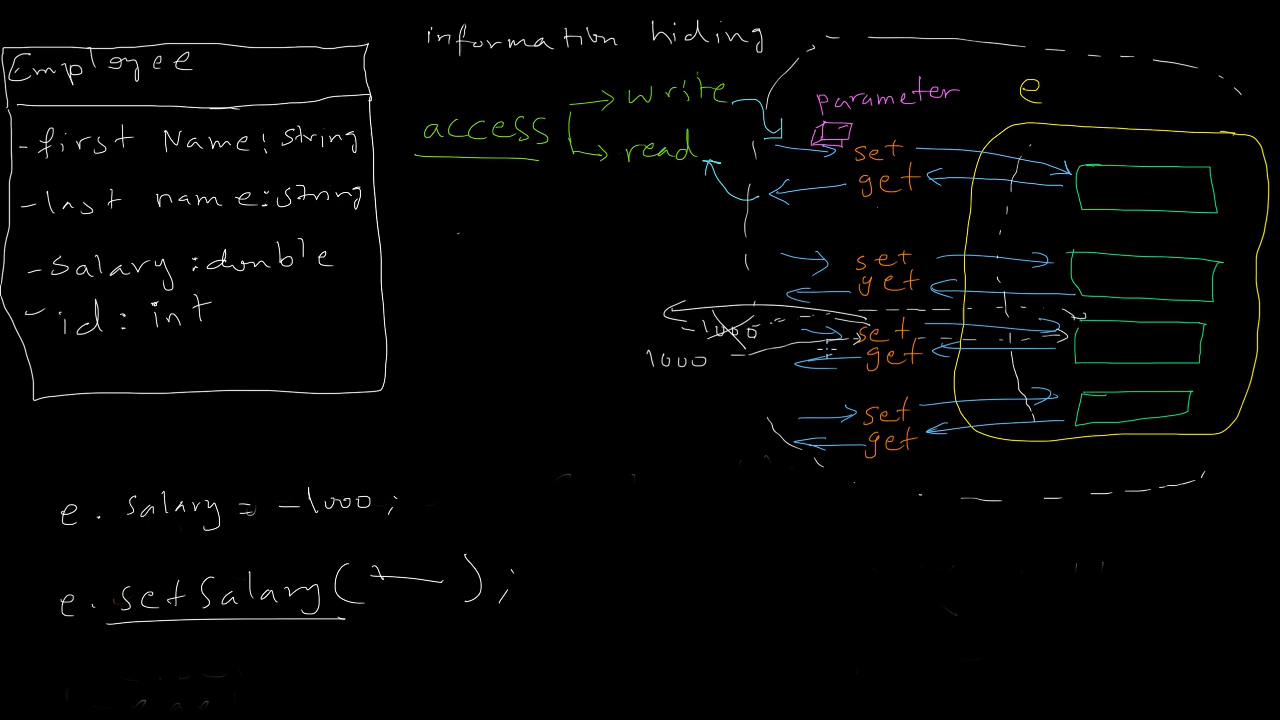 information hiding
Employee
-first Name: string
-last name:string
-salary:double
-id: int
access
write
read
parameter
e
set
get
set
get
-1000
1000
set
get
set
get
e. salary = -1000;
e. setSalary( );